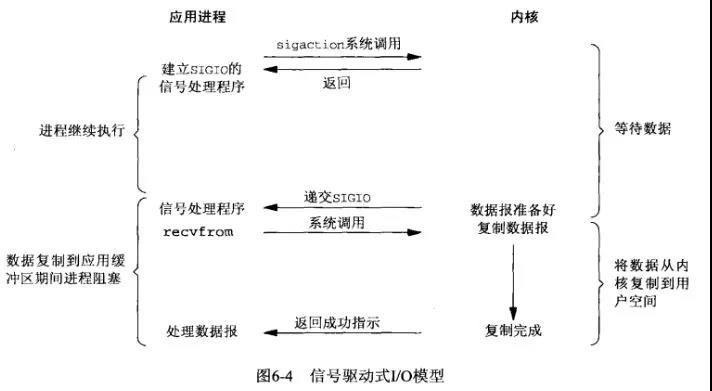 应用进程
内核
sigaction系统调用
建立SIGIO的
信号处理程序
返回
进程继续执行
等待数据
递交SIGIO
信号处理程序
数据报准备好
系统调用
recvfrom
复制数据报
数据复制到应用缓
冲区期间进程阻塞
将数据从内
核复制到用
户空间
返回成功指示
处理数据报
复制完成
图6-4 信号驱动式I/O模型